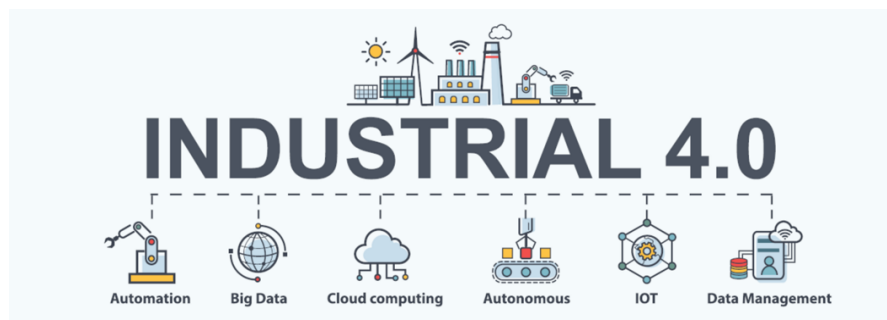 INDUSTRIAL 4.0
Automation Big Data Cloud computing Autonomous IOT Data Management